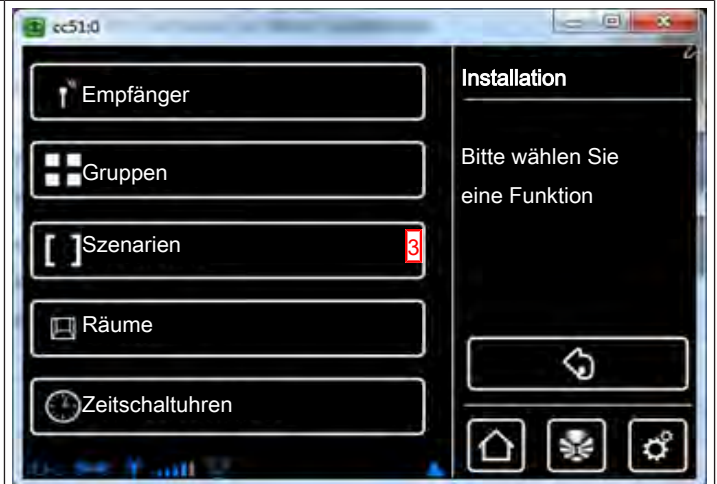 cc51:0
Empfänger
Gruppen
Szenarien
3
Räume
Zeitschaltuhren
Installation
Bitte wählen Sie
eine Funktion